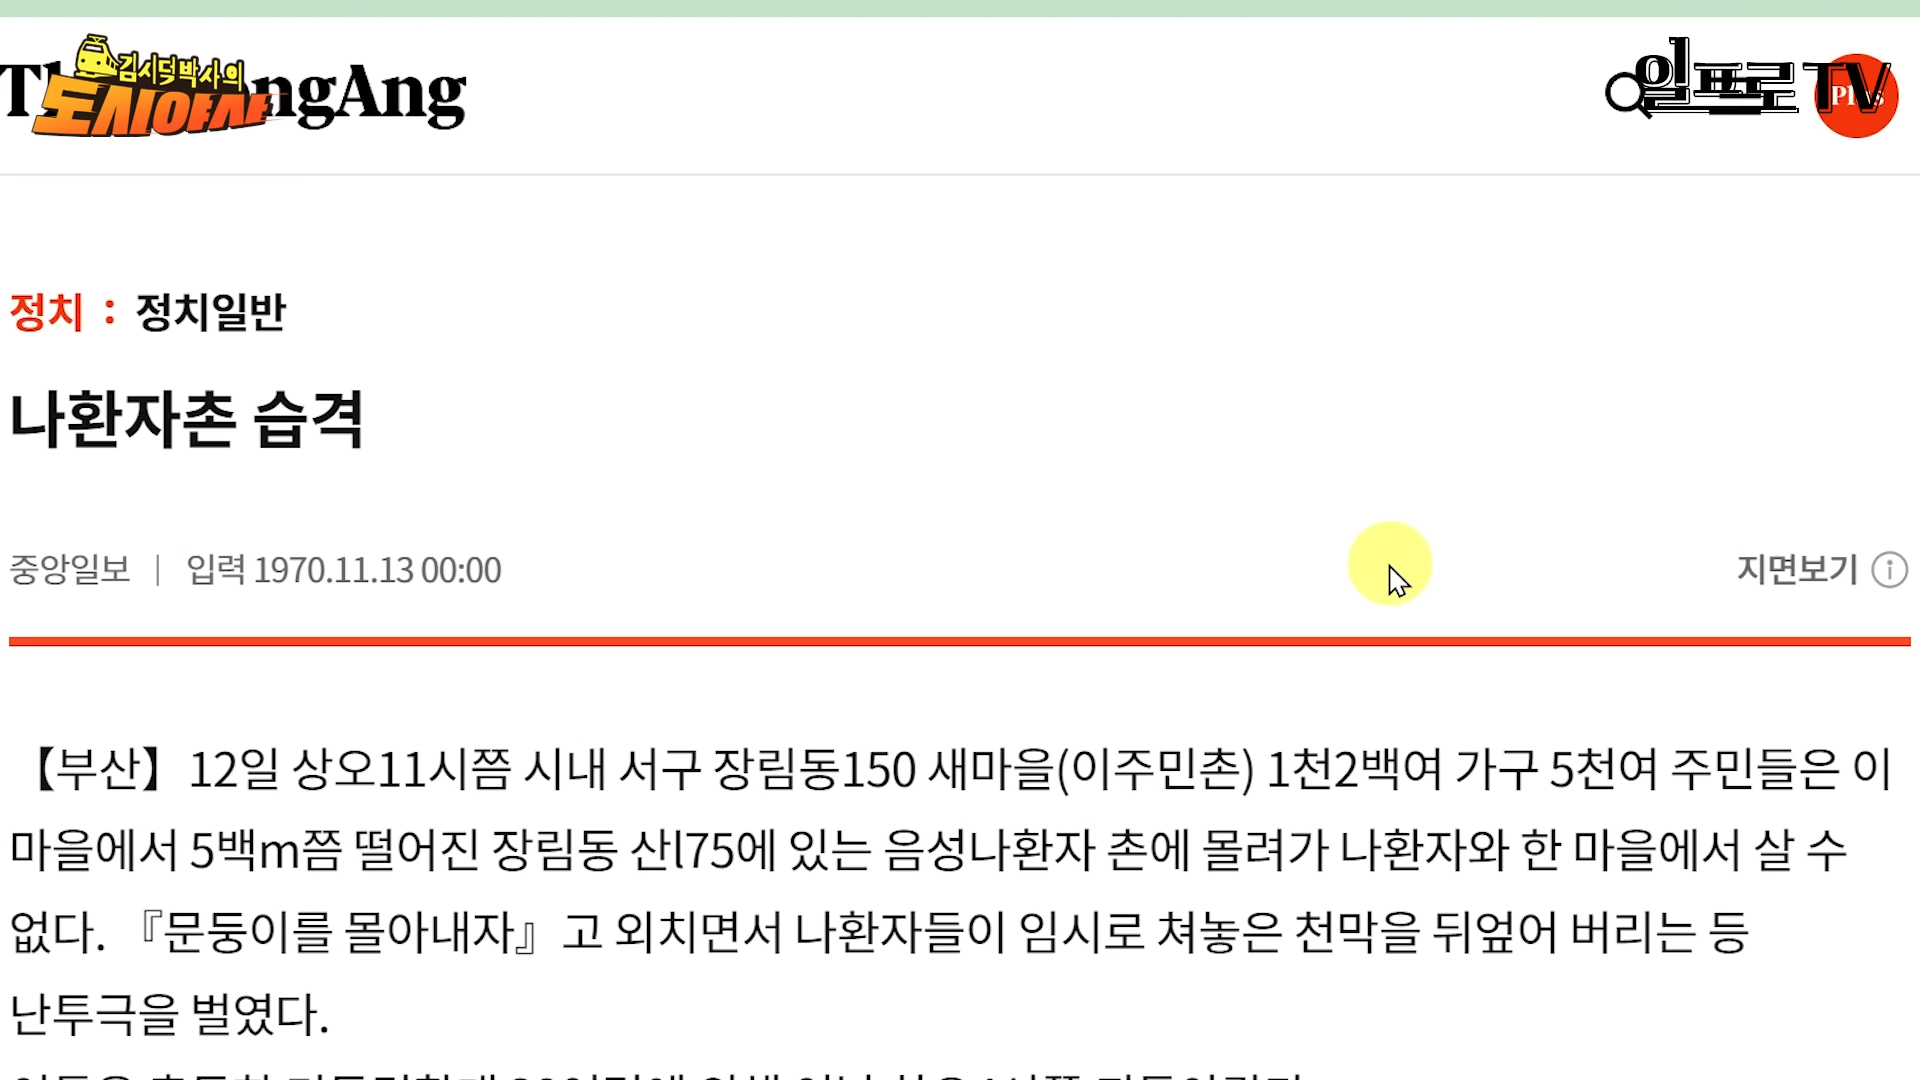 김시덕 박사의
도시야사
ngAng
일프로 TV
정치 : 정치일반
나환자촌 습격
중앙일보 | 입력 1970.11.13 00:00
지면보기
【부산】 12일 상오11시쯤 시내 서구 장림동150 새마을(이주민촌) 1천2백여 가구 5천여 주민들은 이
마을에서 5백m쯤 떨어진 장림동 산l75에 있는 음성나환자 촌에 몰려가 나환자와 한 마을에서 살 수
없다. 『문둥이를 몰아내자』고 외치면서 나환자들이 임시로 쳐놓은 천막을 뒤엎어 버리는 등
난투극을 벌였다.